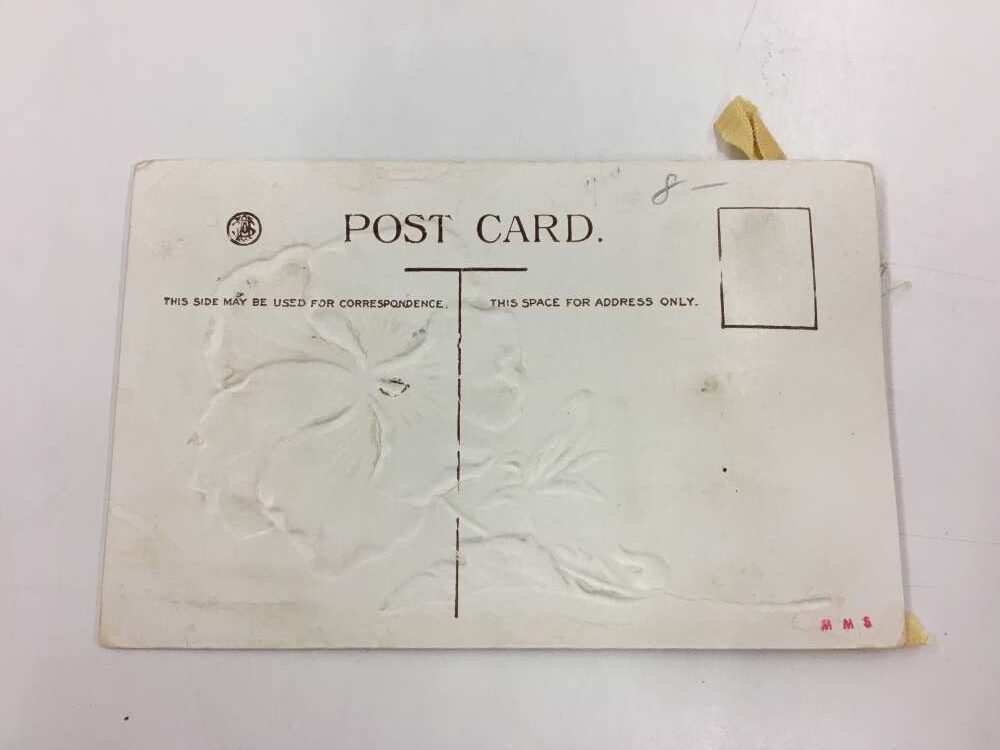 8 —
POST CARD.
THIS SIDE MAY BE USED FOR CORRESPONDENCE.
THIS SPACE FOR ADDRESS ONLY.
MMS